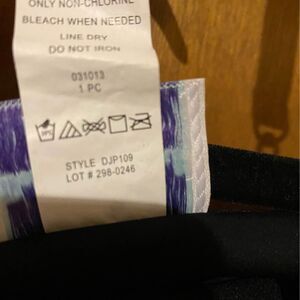 ONLY NON-CHLORINE
BLEACH WHEN NEEDED
LINE DRY
DO NOT IRON
031013
1 PC
STYLE DJP109
LOT # 298-0246